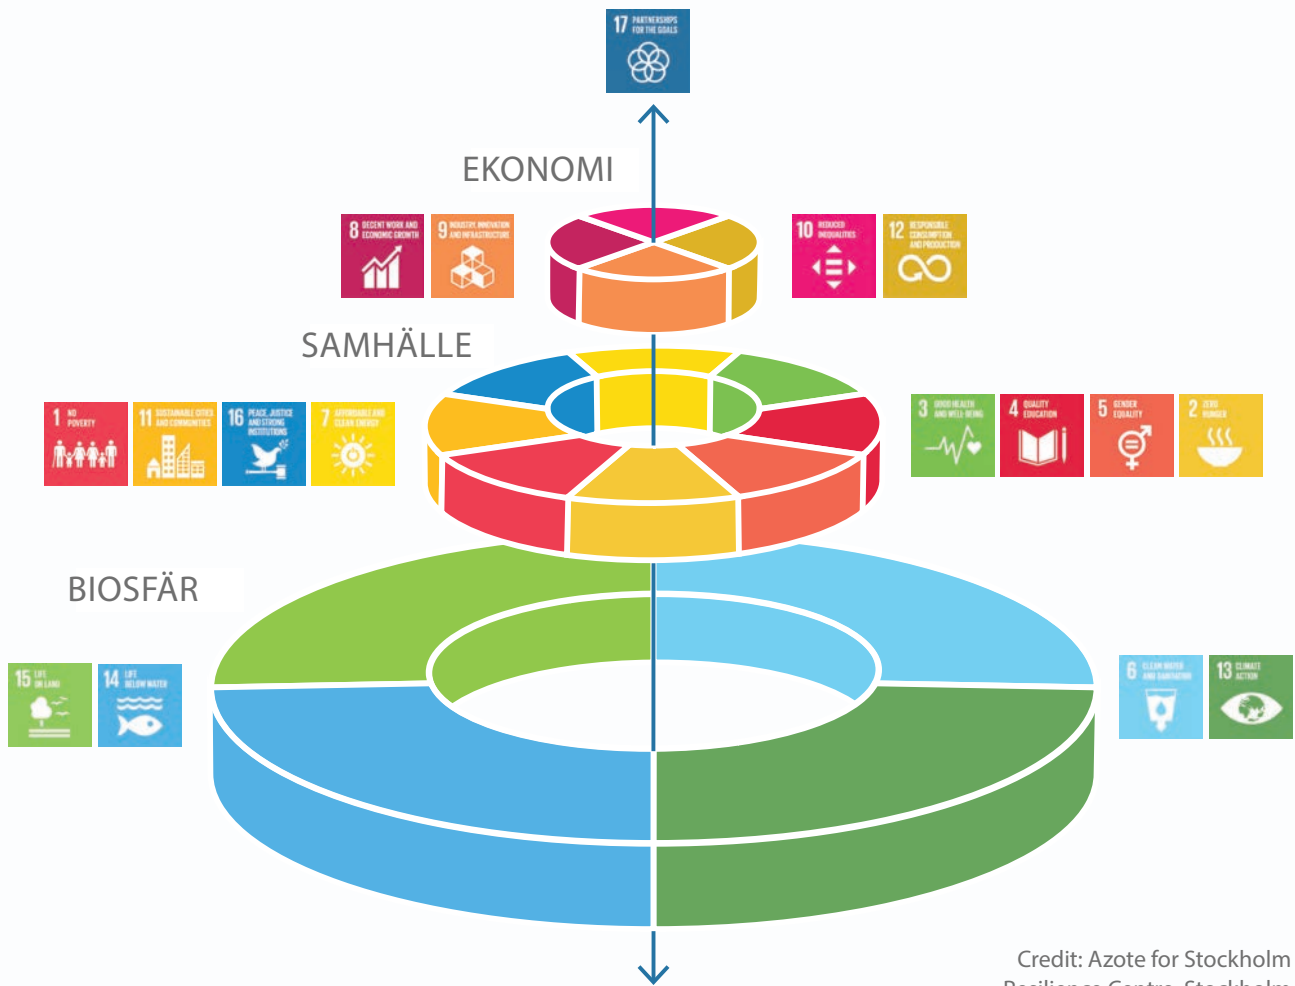 17 PARTNERSHIPS
FOR THE GOALS
EKONOMI
8 DECENT WORK AND
ECONOMIC GROWTH
9 INDUSTRY, INNOVATION
AND INFRASTRUCTURE
10 REDUCED
INEQUALITIES
12 RESPONSIBLE
CONSUMPTION
AND PRODUCTION
SAMHÄLLE
1 NO
POVERTY
11 SUSTAINABLE CITIES
AND COMMUNITIES
16 PEACE, JUSTICE
AND STRONG
INSTITUTIONS
7 AFFORDABLE AND
CLEAN ENERGY
3 GOOD HEALTH
AND WELL-BEING
4 QUALITY
EDUCATION
5 GENDER
EQUALITY
2 ZERO
HUNGER
BIOSFÄR
15 LIFE
ON LAND
14 LIFE
BELOW WATER
6 CLEAN WATER
AND SANITATION
13 CLIMATE
ACTION
Credit: Azote for Stockholm
Resilience Centre, Stockholm